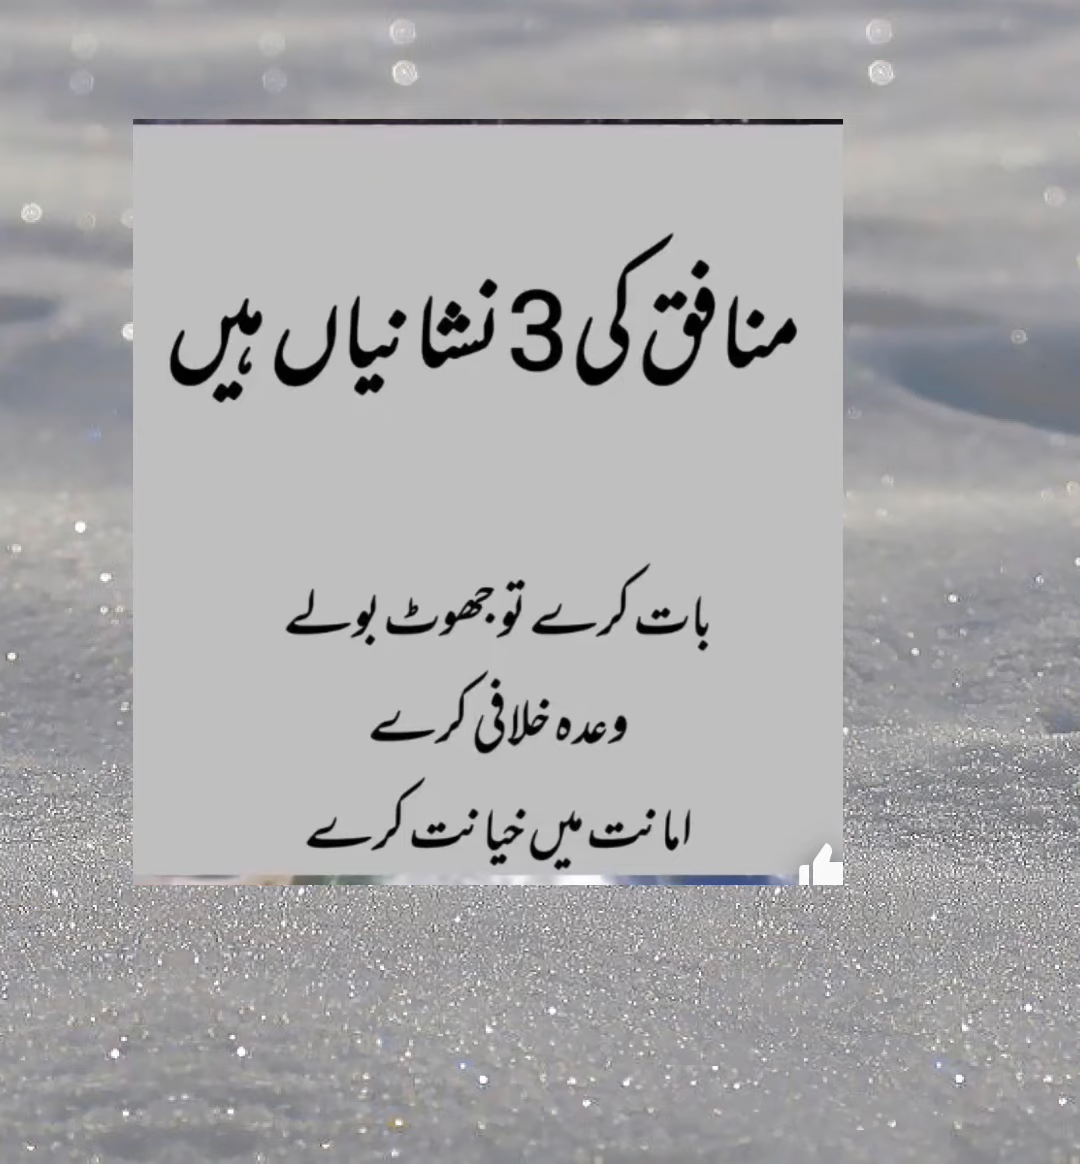 منافق کی 3 نشانیاں ہیں
بات کرے تو جھوٹ بولے
وعدہ خلافی کرے
امانت میں خیانت کرے